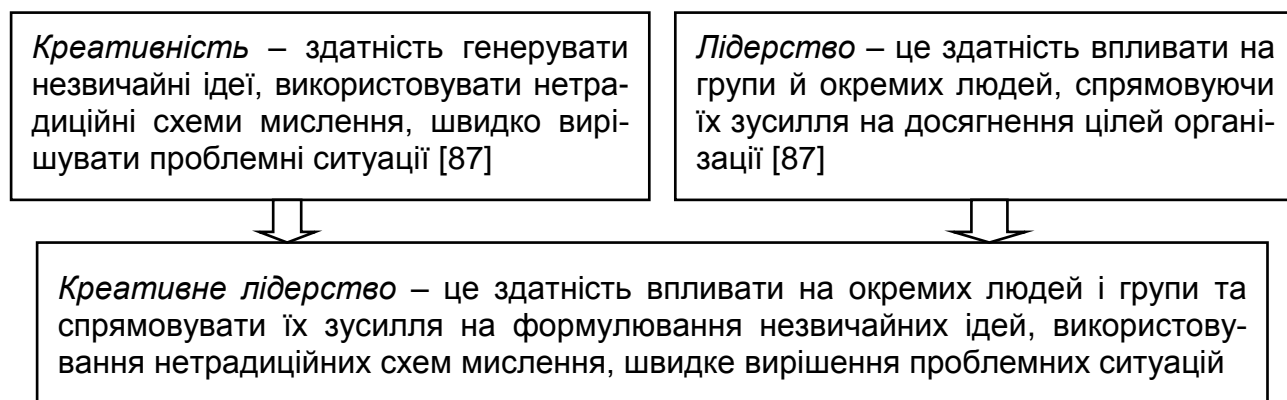 Креативність – здатність генерувати
незвичайні ідеї, використовувати нетра-
диційні схеми мислення, швидко вирі-
шувати проблемні ситуації [87]
Лідерство – це здатність впливати на
групи й окремих людей, спрямовуючи
їх зусилля на досягнення цілей органі-
зації [87]
Креативне лідерство – це здатність впливати на окремих людей і групи та
спрямовувати їх зусилля на формулювання незвичайних ідей, використову-
вання нетрадиційних схем мислення, швидке вирішення проблемних ситуацій